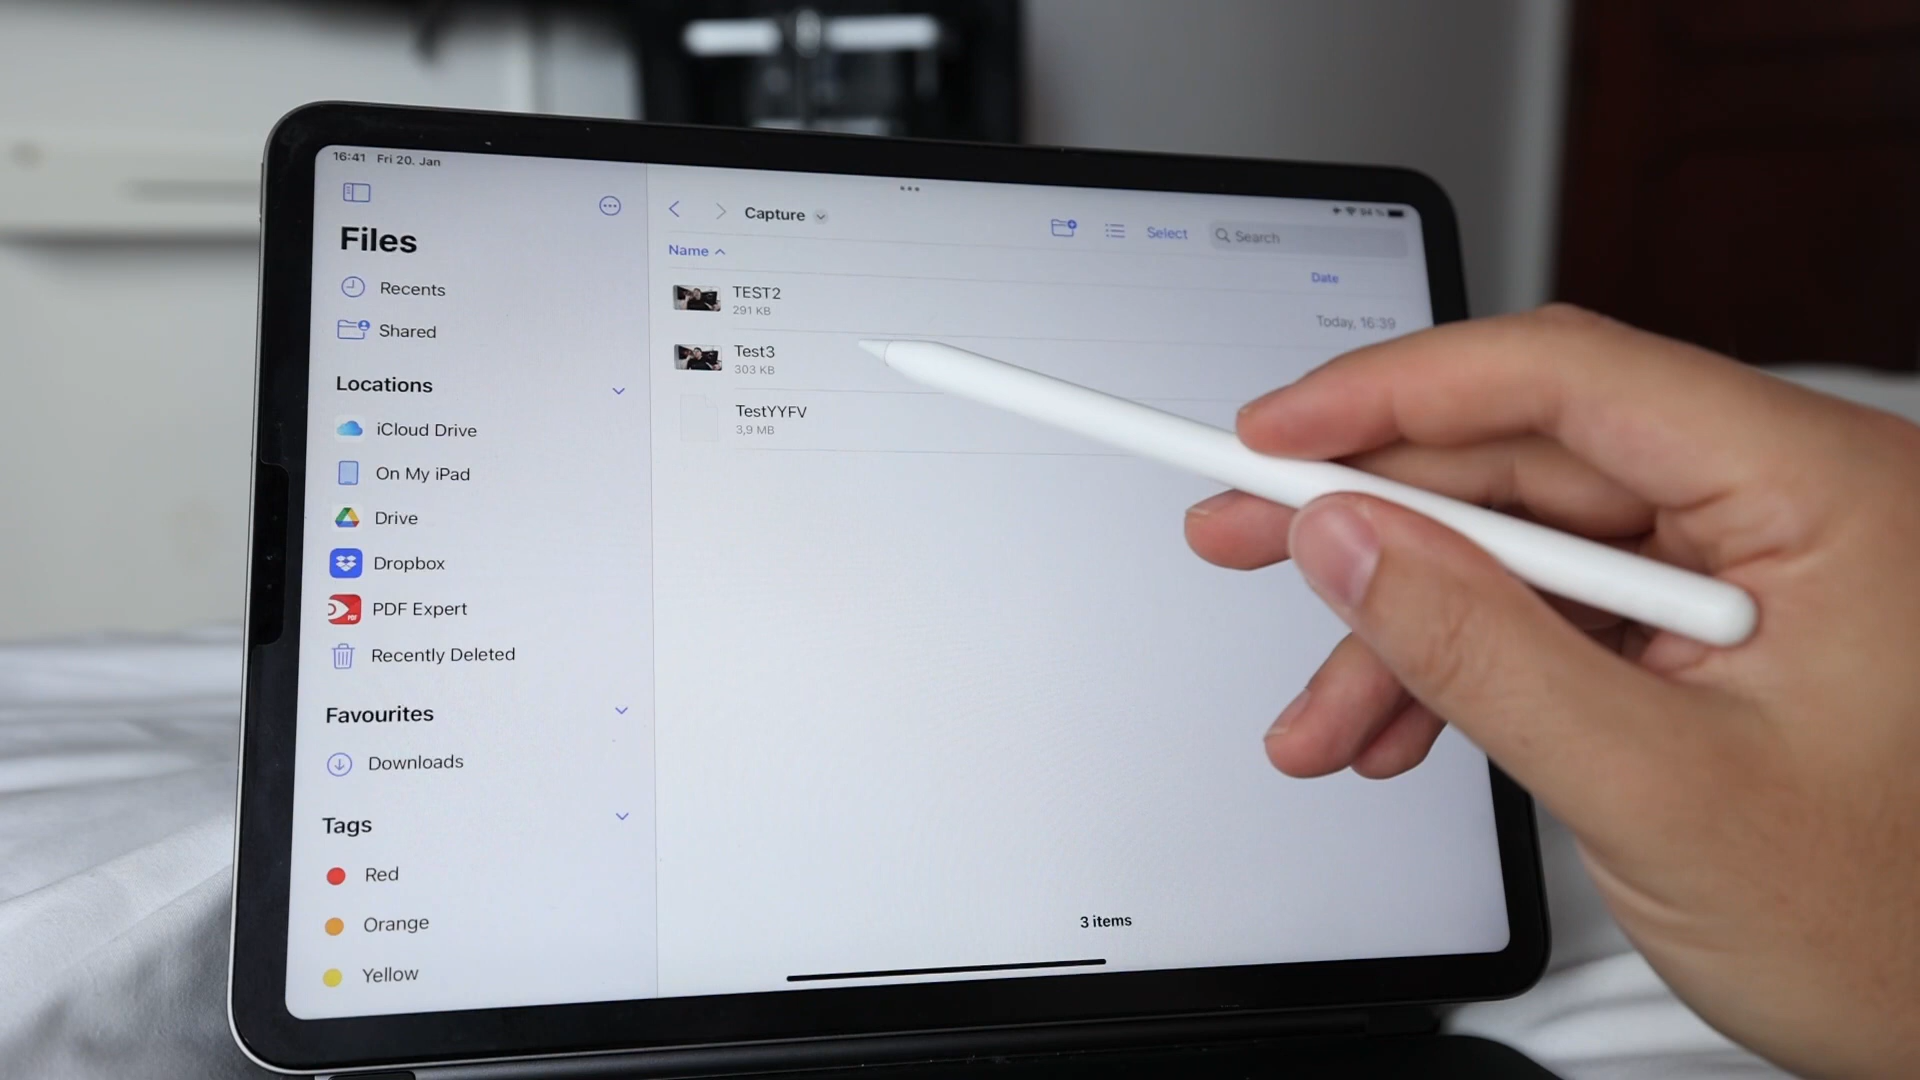 16:41 Fri 20. Jan
94 %
Files
Recents
Shared
Locations
iCloud Drive
On My iPad
Drive
Dropbox
PDF Expert
Recently Deleted
Favourites
Downloads
Tags
Red
Orange
Yellow
Capture
Select
Search
Name
Date
TEST2
291 KB
Today, 16:39
Test3
303 KB
TestYYFV
3,9 MB
3 items